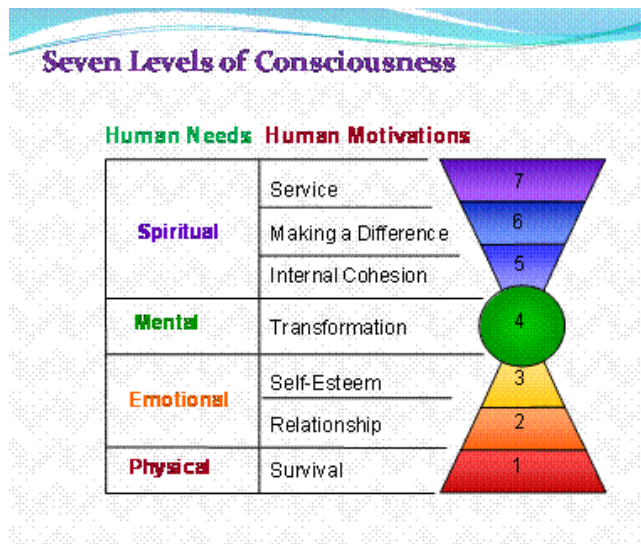 Seven Levels of Consciousness
Human Needs Human Motivations
Service 7
Spiritual Making a Difference 6
Internal Cohesion 5
Mental Transformation 4
Self-Esteem 3
Emotional
Relationship 2
Physical Survival 1